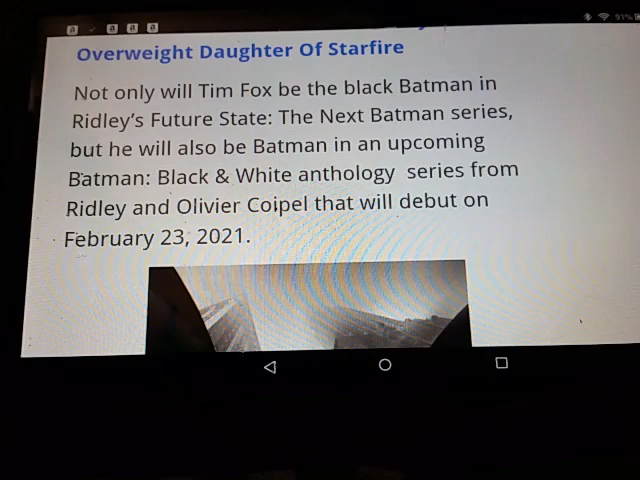 a a a a
91%
Overweight Daughter Of Starfire
Not only will Tim Fox be the black Batman in
Ridley's Future State: The Next Batman series,
but he will also be Batman in an upcoming
Batman: Black & White anthology series from
Ridley and Olivier Coipel that will debut on
February 23, 2021.